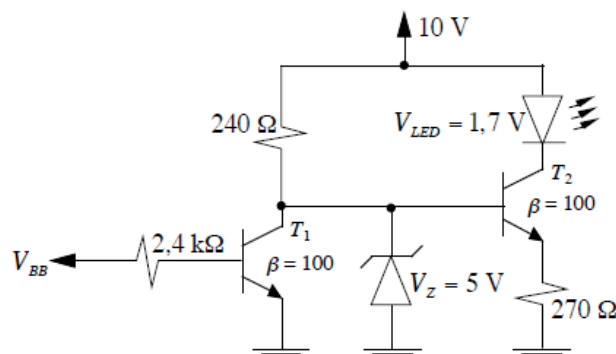 10 V
240 Ω
V_LED = 1,7 V
T_2
β = 100
2,4 kΩ
T_1
V_BB
β = 100
V_Z = 5 V
270 Ω